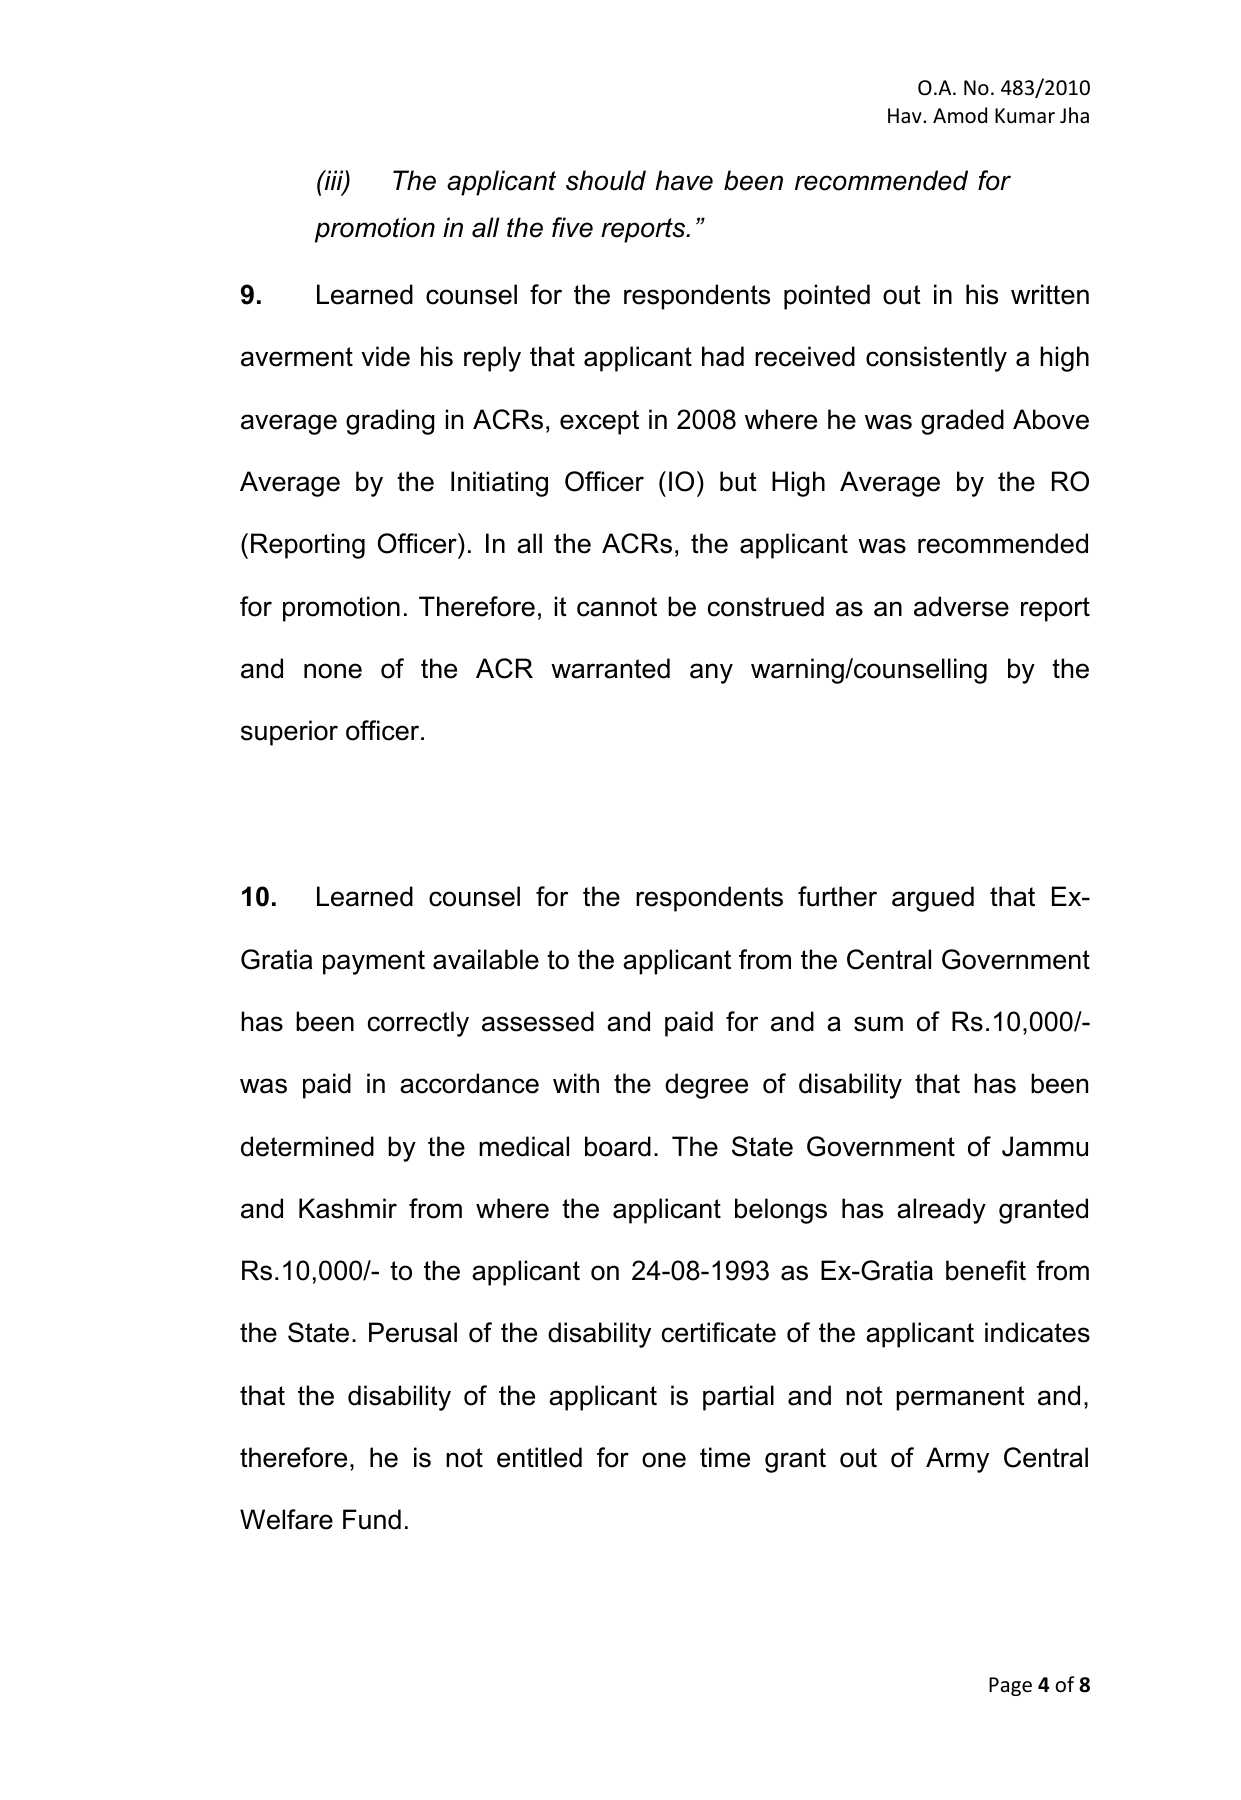 O.A. No. 483/2010
Hav. Amod Kumar Jha
(iii) The applicant should have been recommended for
promotion in all the five reports.”
9. Learned counsel for the respondents pointed out in his written
averment vide his reply that applicant had received consistently a high
average grading in ACRs, except in 2008 where he was graded Above
Average by the Initiating Officer (IO) but High Average by the RO
(Reporting Officer). In all the ACRs, the applicant was recommended
for promotion. Therefore, it cannot be construed as an adverse report
and none of the ACR warranted any warning/counselling by the
superior officer.
10. Learned counsel for the respondents further argued that Ex-
Gratia payment available to the applicant from the Central Government
has been correctly assessed and paid for and a sum of Rs.10,000/-
was paid in accordance with the degree of disability that has been
determined by the medical board. The State Government of Jammu
and Kashmir from where the applicant belongs has already granted
Rs.10,000/- to the applicant on 24-08-1993 as Ex-Gratia benefit from
the State. Perusal of the disability certificate of the applicant indicates
that the disability of the applicant is partial and not permanent and,
therefore, he is not entitled for one time grant out of Army Central
Welfare Fund.
Page 4 of 8